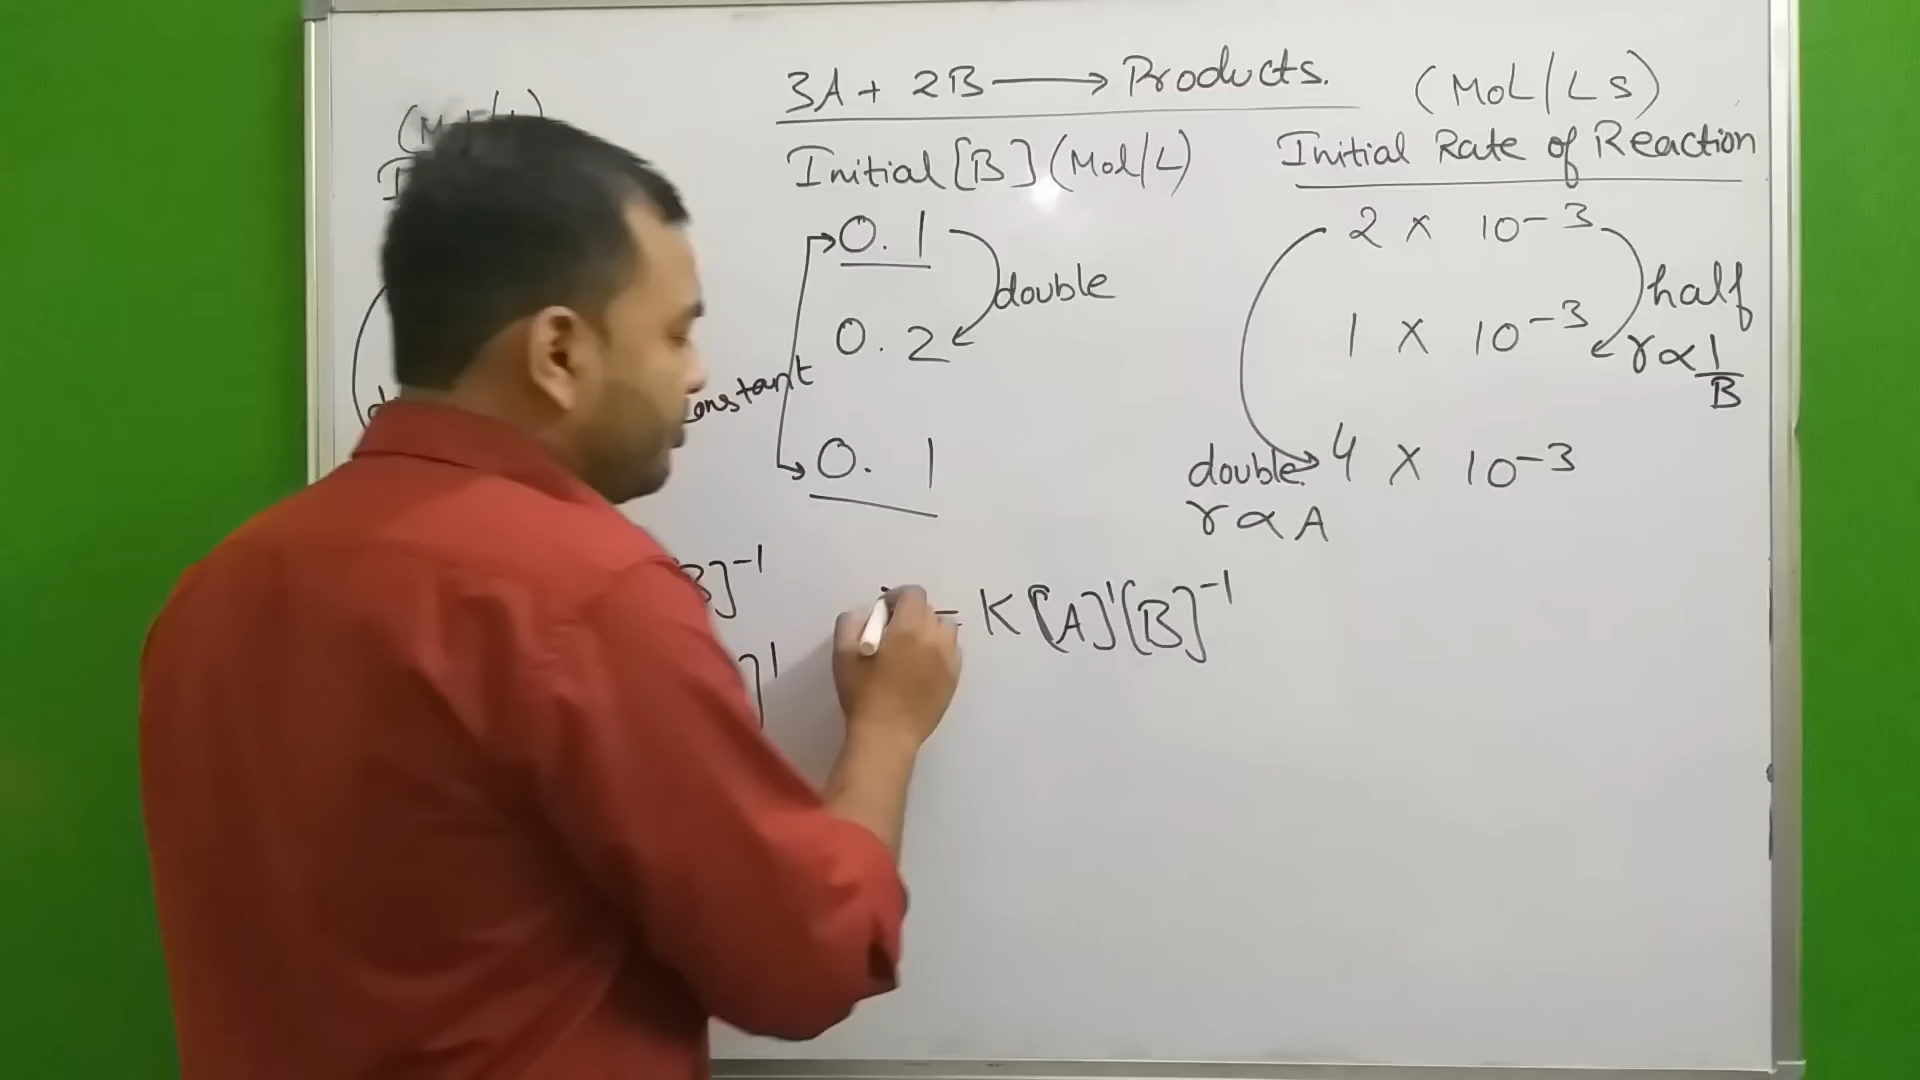 3A + 2B ⟶ Products.
(MoL/LS)
Initial [B] (Mol/L)
Initial Rate of Reaction
0.1
double
0.2
constant
0.1
2 × 10⁻³
half
1 × 10⁻³
r ∝ 1/B
double 4 × 10⁻³
r ∝ A
B]⁻¹
]¹
= K[A]¹[B]⁻¹